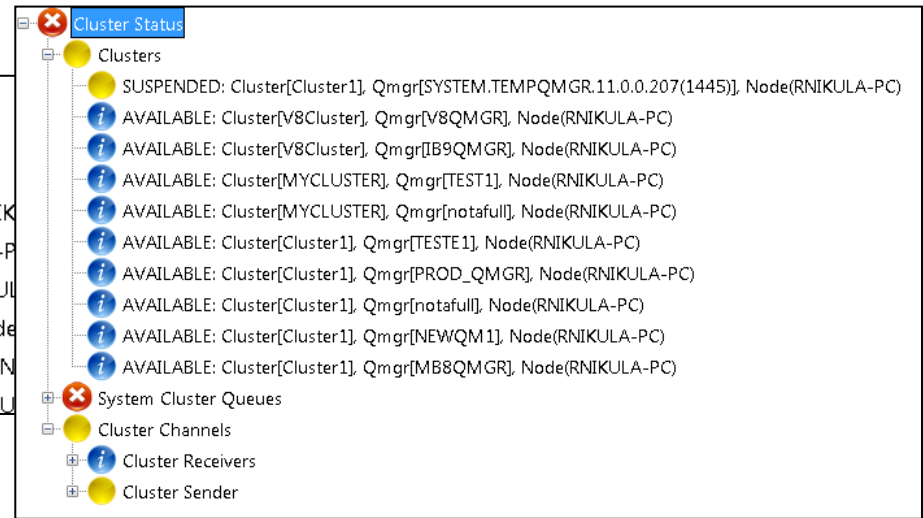 Cluster Status
Clusters
SUSPENDED: Cluster[Cluster1], Qmgr[SYSTEM.TEMPQMGR.11.0.0.207(1445)], Node(RNIKULA-PC)
AVAILABLE: Cluster[V8Cluster], Qmgr[V8QMGR], Node(RNIKULA-PC)
AVAILABLE: Cluster[V8Cluster], Qmgr[IB9QMGR], Node(RNIKULA-PC)
AVAILABLE: Cluster[MYCLUSTER], Qmgr[TEST1], Node(RNIKULA-PC)
AVAILABLE: Cluster[MYCLUSTER], Qmgr[notafull], Node(RNIKULA-PC)
AVAILABLE: Cluster[Cluster1], Qmgr[TESTE1], Node(RNIKULA-PC)
AVAILABLE: Cluster[Cluster1], Qmgr[PROD_QMGR], Node(RNIKULA-PC)
AVAILABLE: Cluster[Cluster1], Qmgr[notafull], Node(RNIKULA-PC)
AVAILABLE: Cluster[Cluster1], Qmgr[NEWQM1], Node(RNIKULA-PC)
AVAILABLE: Cluster[Cluster1], Qmgr[MB8QMGR], Node(RNIKULA-PC)
System Cluster Queues
Cluster Channels
Cluster Receivers
Cluster Sender